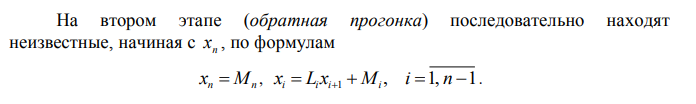 На втором этапе (обратная прогонка) последовательно находят
неизвестные, начиная с $x_n$, по формулам
$x_n = M_n, \; x_i = L_i x_{i+1} + M_i, \quad i = \overline{1, n-1}.$